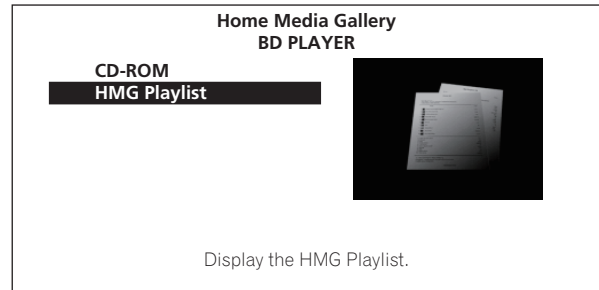 Home Media Gallery
BD PLAYER
CD-ROM
HMG Playlist
Display the HMG Playlist.